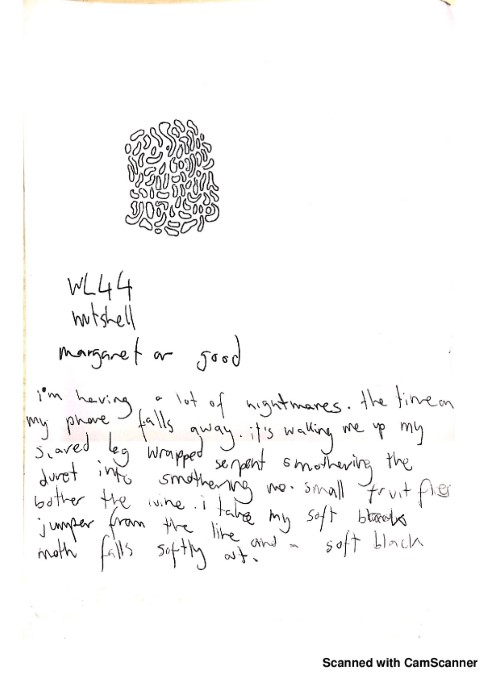 WL44
nutshell
margaret or good
i'm having a lot of nightmares. the time on
my phone falls away. it's waking me up my
scared leg wrapped serpent smothering the
duvet into smothering me. small fruit flies
bother the wine. i take my soft black
jumper from the line and a soft black
moth falls softly out.
Scanned with CamScanner